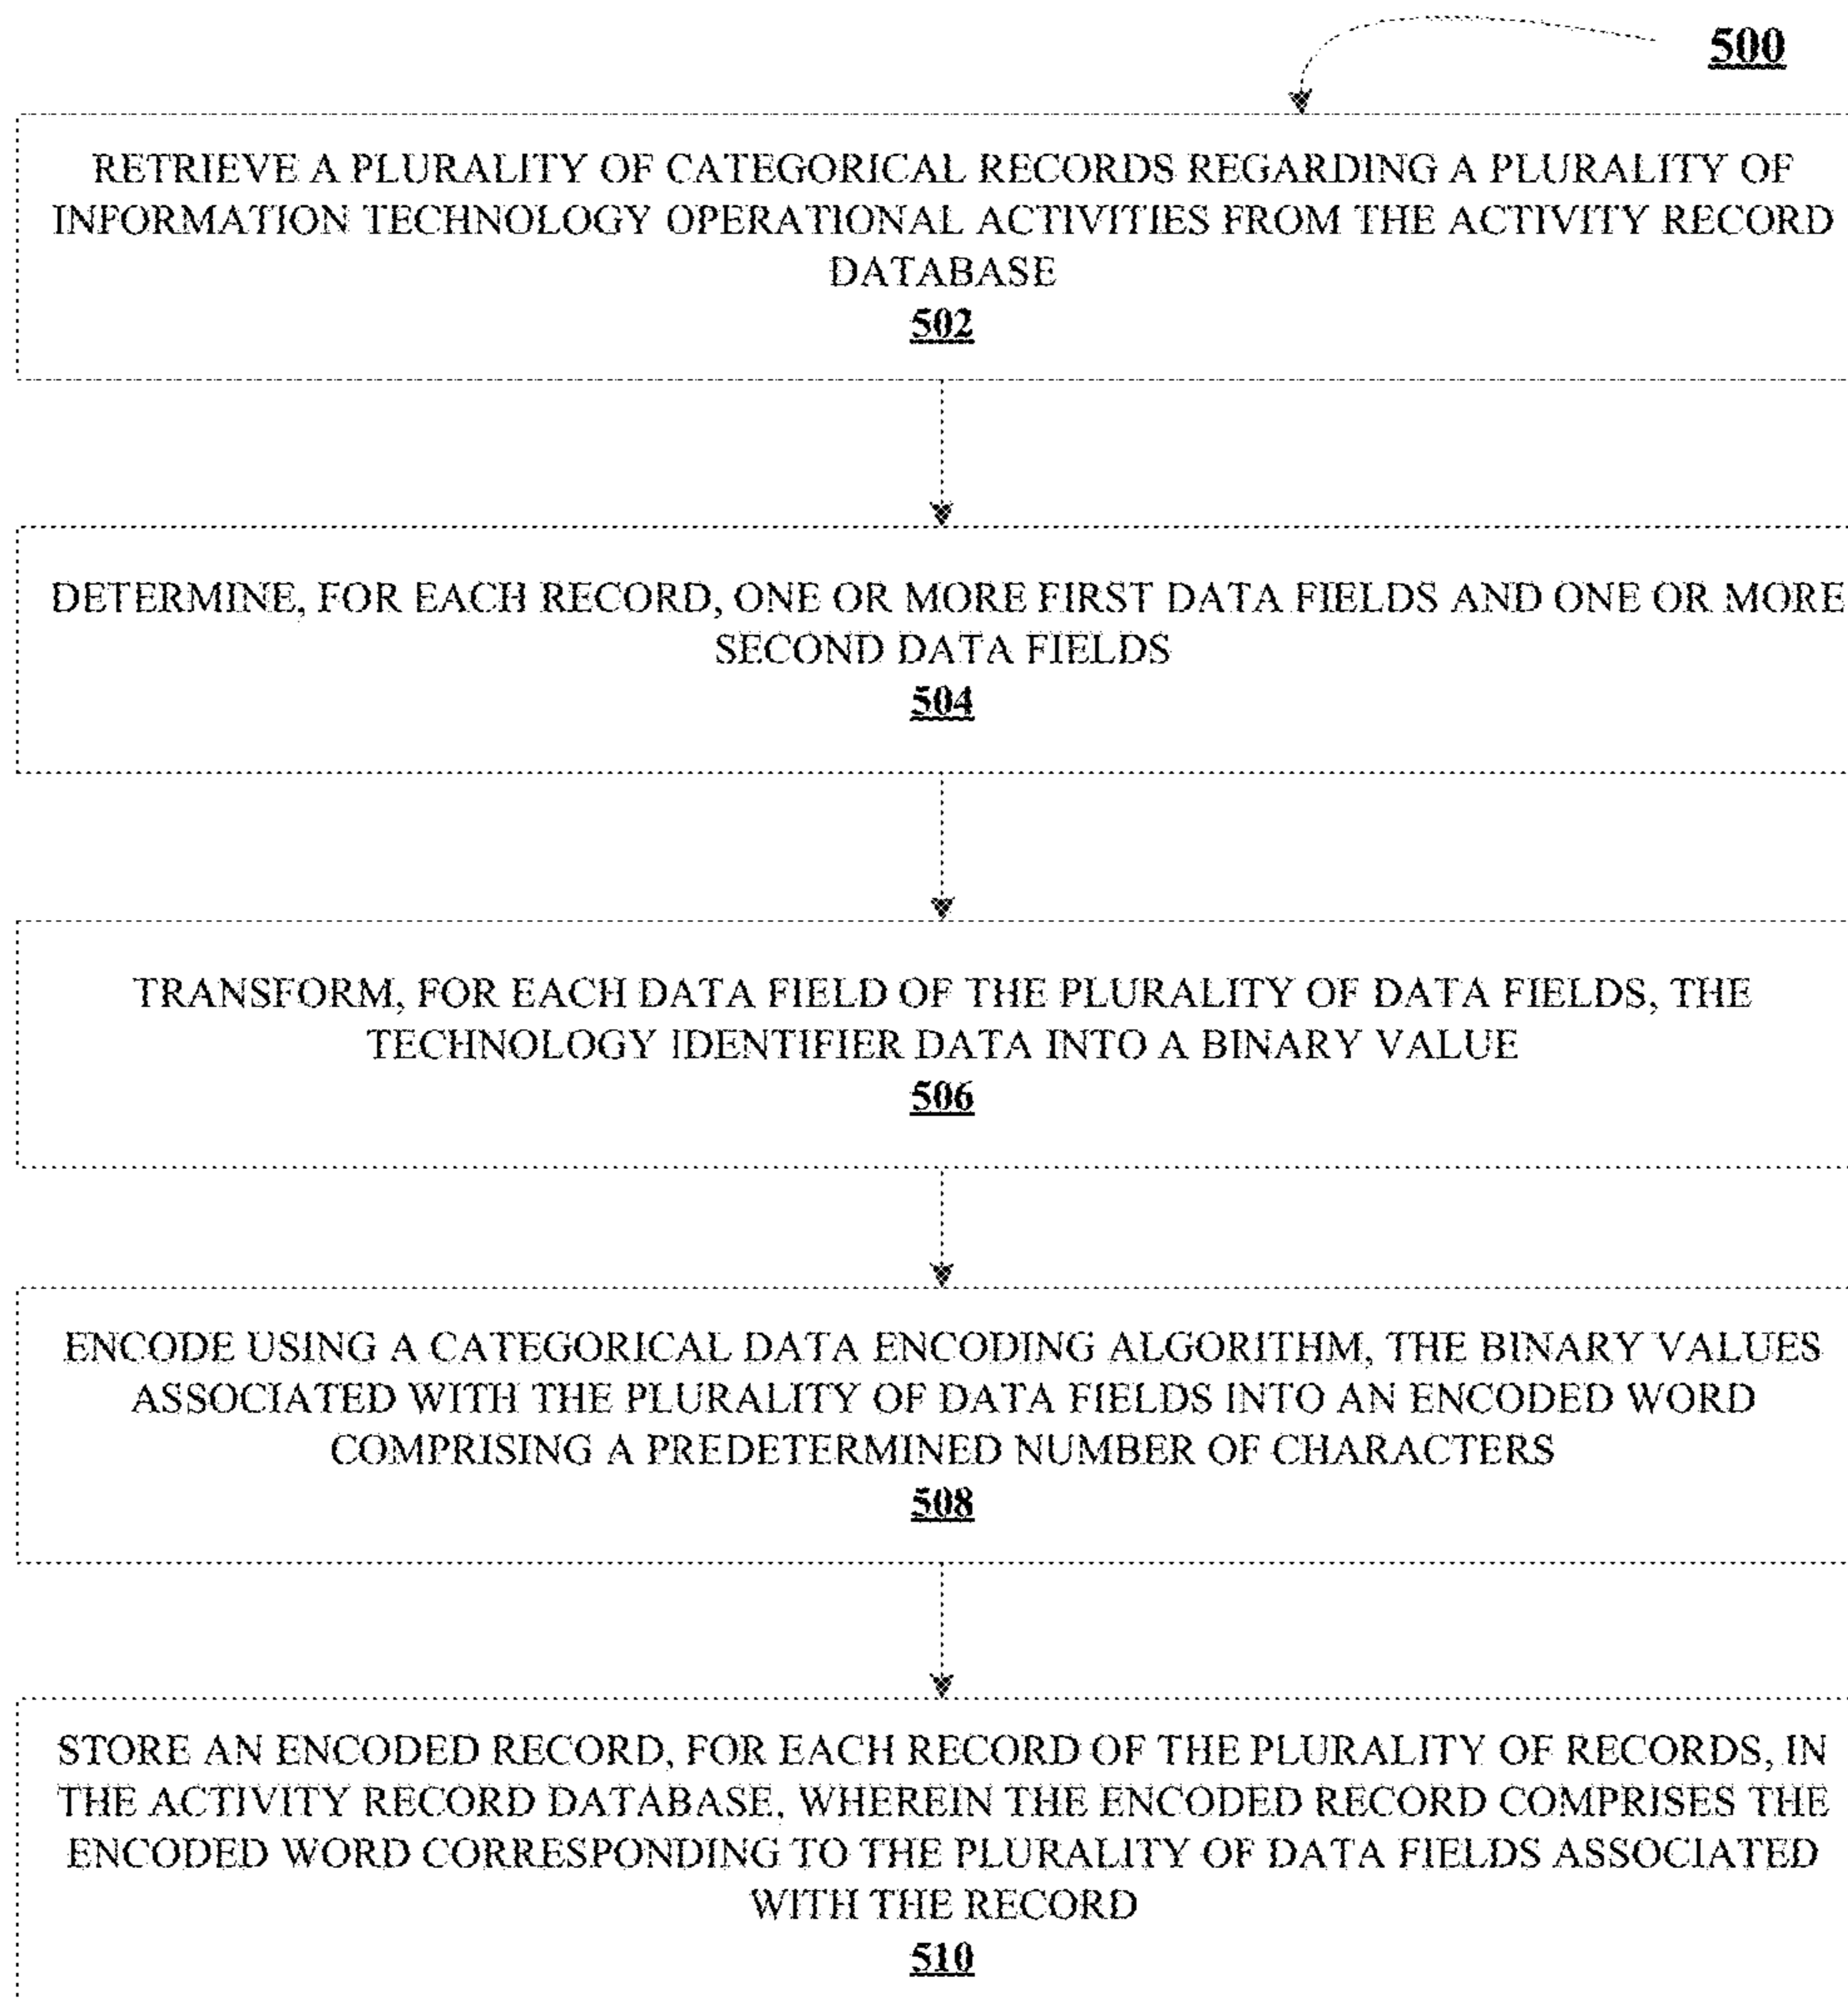 500
RETRIEVE A PLURALITY OF CATEGORICAL RECORDS REGARDING A PLURALITY OF
INFORMATION TECHNOLOGY OPERATIONAL ACTIVITIES FROM THE ACTIVITY RECORD
DATABASE
502
DETERMINE, FOR EACH RECORD, ONE OR MORE FIRST DATA FIELDS AND ONE OR MORE
SECOND DATA FIELDS
504
TRANSFORM, FOR EACH DATA FIELD OF THE PLURALITY OF DATA FIELDS, THE
TECHNOLOGY IDENTIFIER DATA INTO A BINARY VALUE
506
ENCODE USING A CATEGORICAL DATA ENCODING ALGORITHM, THE BINARY VALUES
ASSOCIATED WITH THE PLURALITY OF DATA FIELDS INTO AN ENCODED WORD
COMPRISING A PREDETERMINED NUMBER OF CHARACTERS
508
STORE AN ENCODED RECORD, FOR EACH RECORD OF THE PLURALITY OF RECORDS, IN
THE ACTIVITY RECORD DATABASE, WHEREIN THE ENCODED RECORD COMPRISES THE
ENCODED WORD CORRESPONDING TO THE PLURALITY OF DATA FIELDS ASSOCIATED
WITH THE RECORD
510